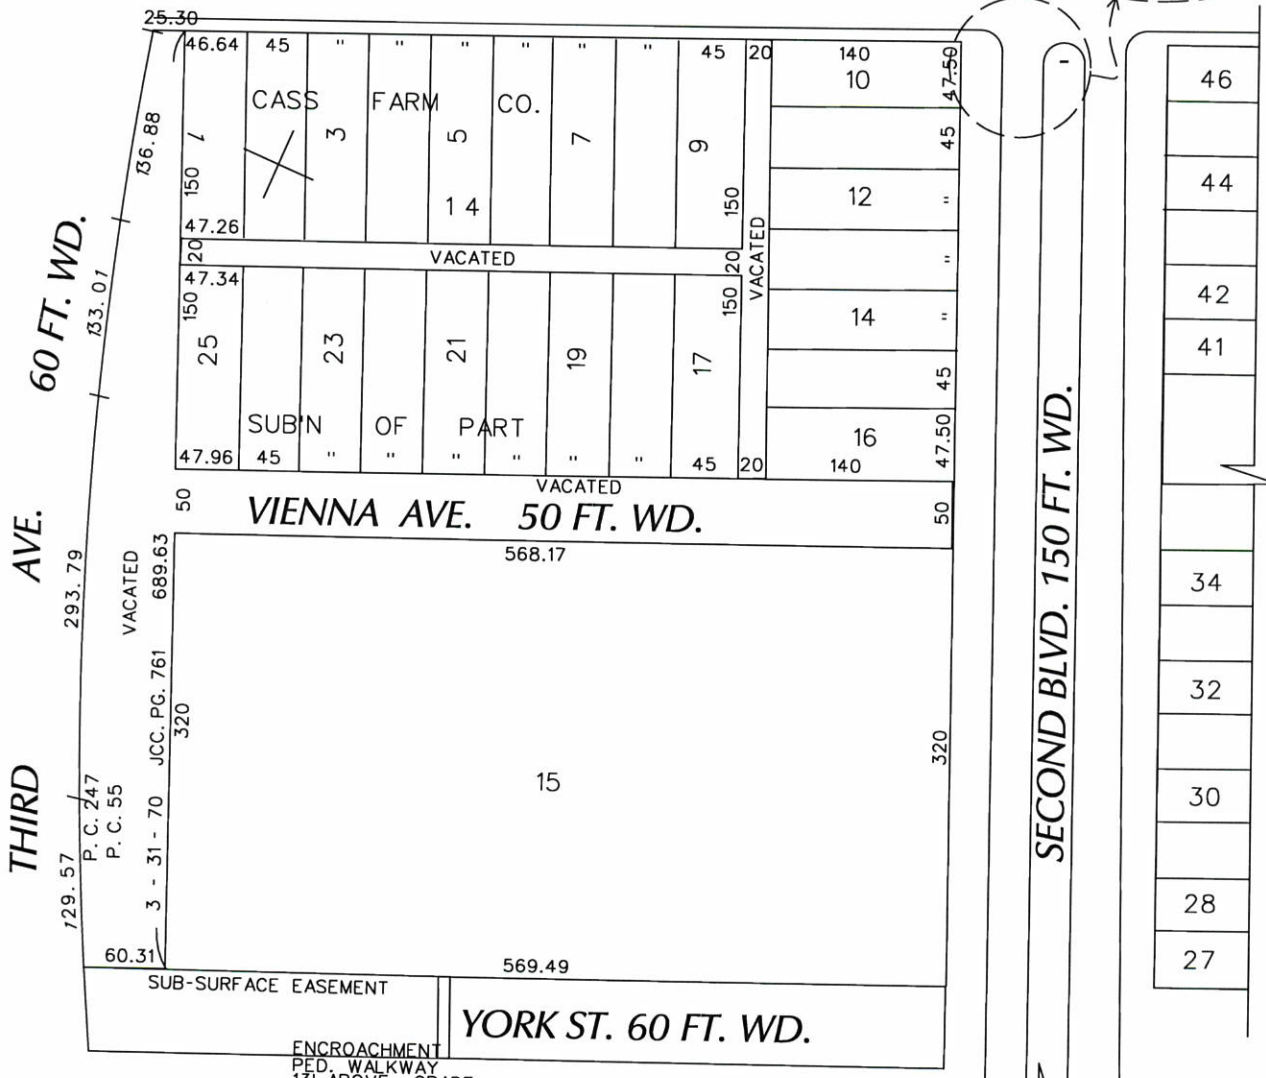 25.30
46.64 45 " " " " " " 45 20 140 47.50
10
46
CASS FARM CO.
136.88
1 3 5 7 9
45
150
14
150
12 "
44
47.26
VACATED
20
VACATED
20
"
47.34
150
150
42
60 FT. WD.
133.01
14 "
25 23 21 19 17
41
45
SUB'N OF PART
16 47.50
47.96 45 " " " " " " 45 20 140
VACATED
50
VIENNA AVE. 50 FT. WD.
50
568.17
AVE.
293.79
VACATED
689.63
SECOND BLVD. 150 FT. WD.
34
JCC. PG. 761
320
32
320
15
THIRD
P. C. 247
P. C. 55
3 - 31 - 70
30
129.57
28
60.31
569.49
27
SUB-SURFACE EASEMENT
YORK ST. 60 FT. WD.
ENCROACHMENT
PED. WALKWAY